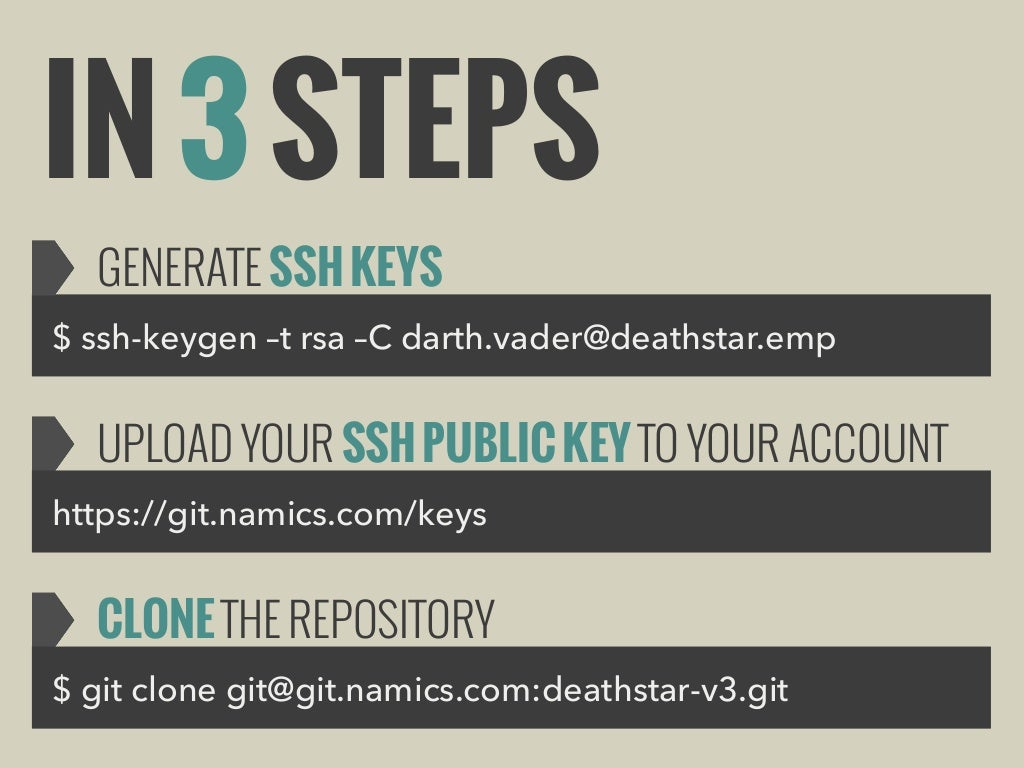 IN 3 STEPS
GENERATE SSH KEYS
$ ssh-keygen –t rsa –C darth.vader@deathstar.emp
UPLOAD YOUR SSH PUBLIC KEY TO YOUR ACCOUNT
https://git.namics.com/keys
CLONE THE REPOSITORY
$ git clone git@git.namics.com:deathstar-v3.git